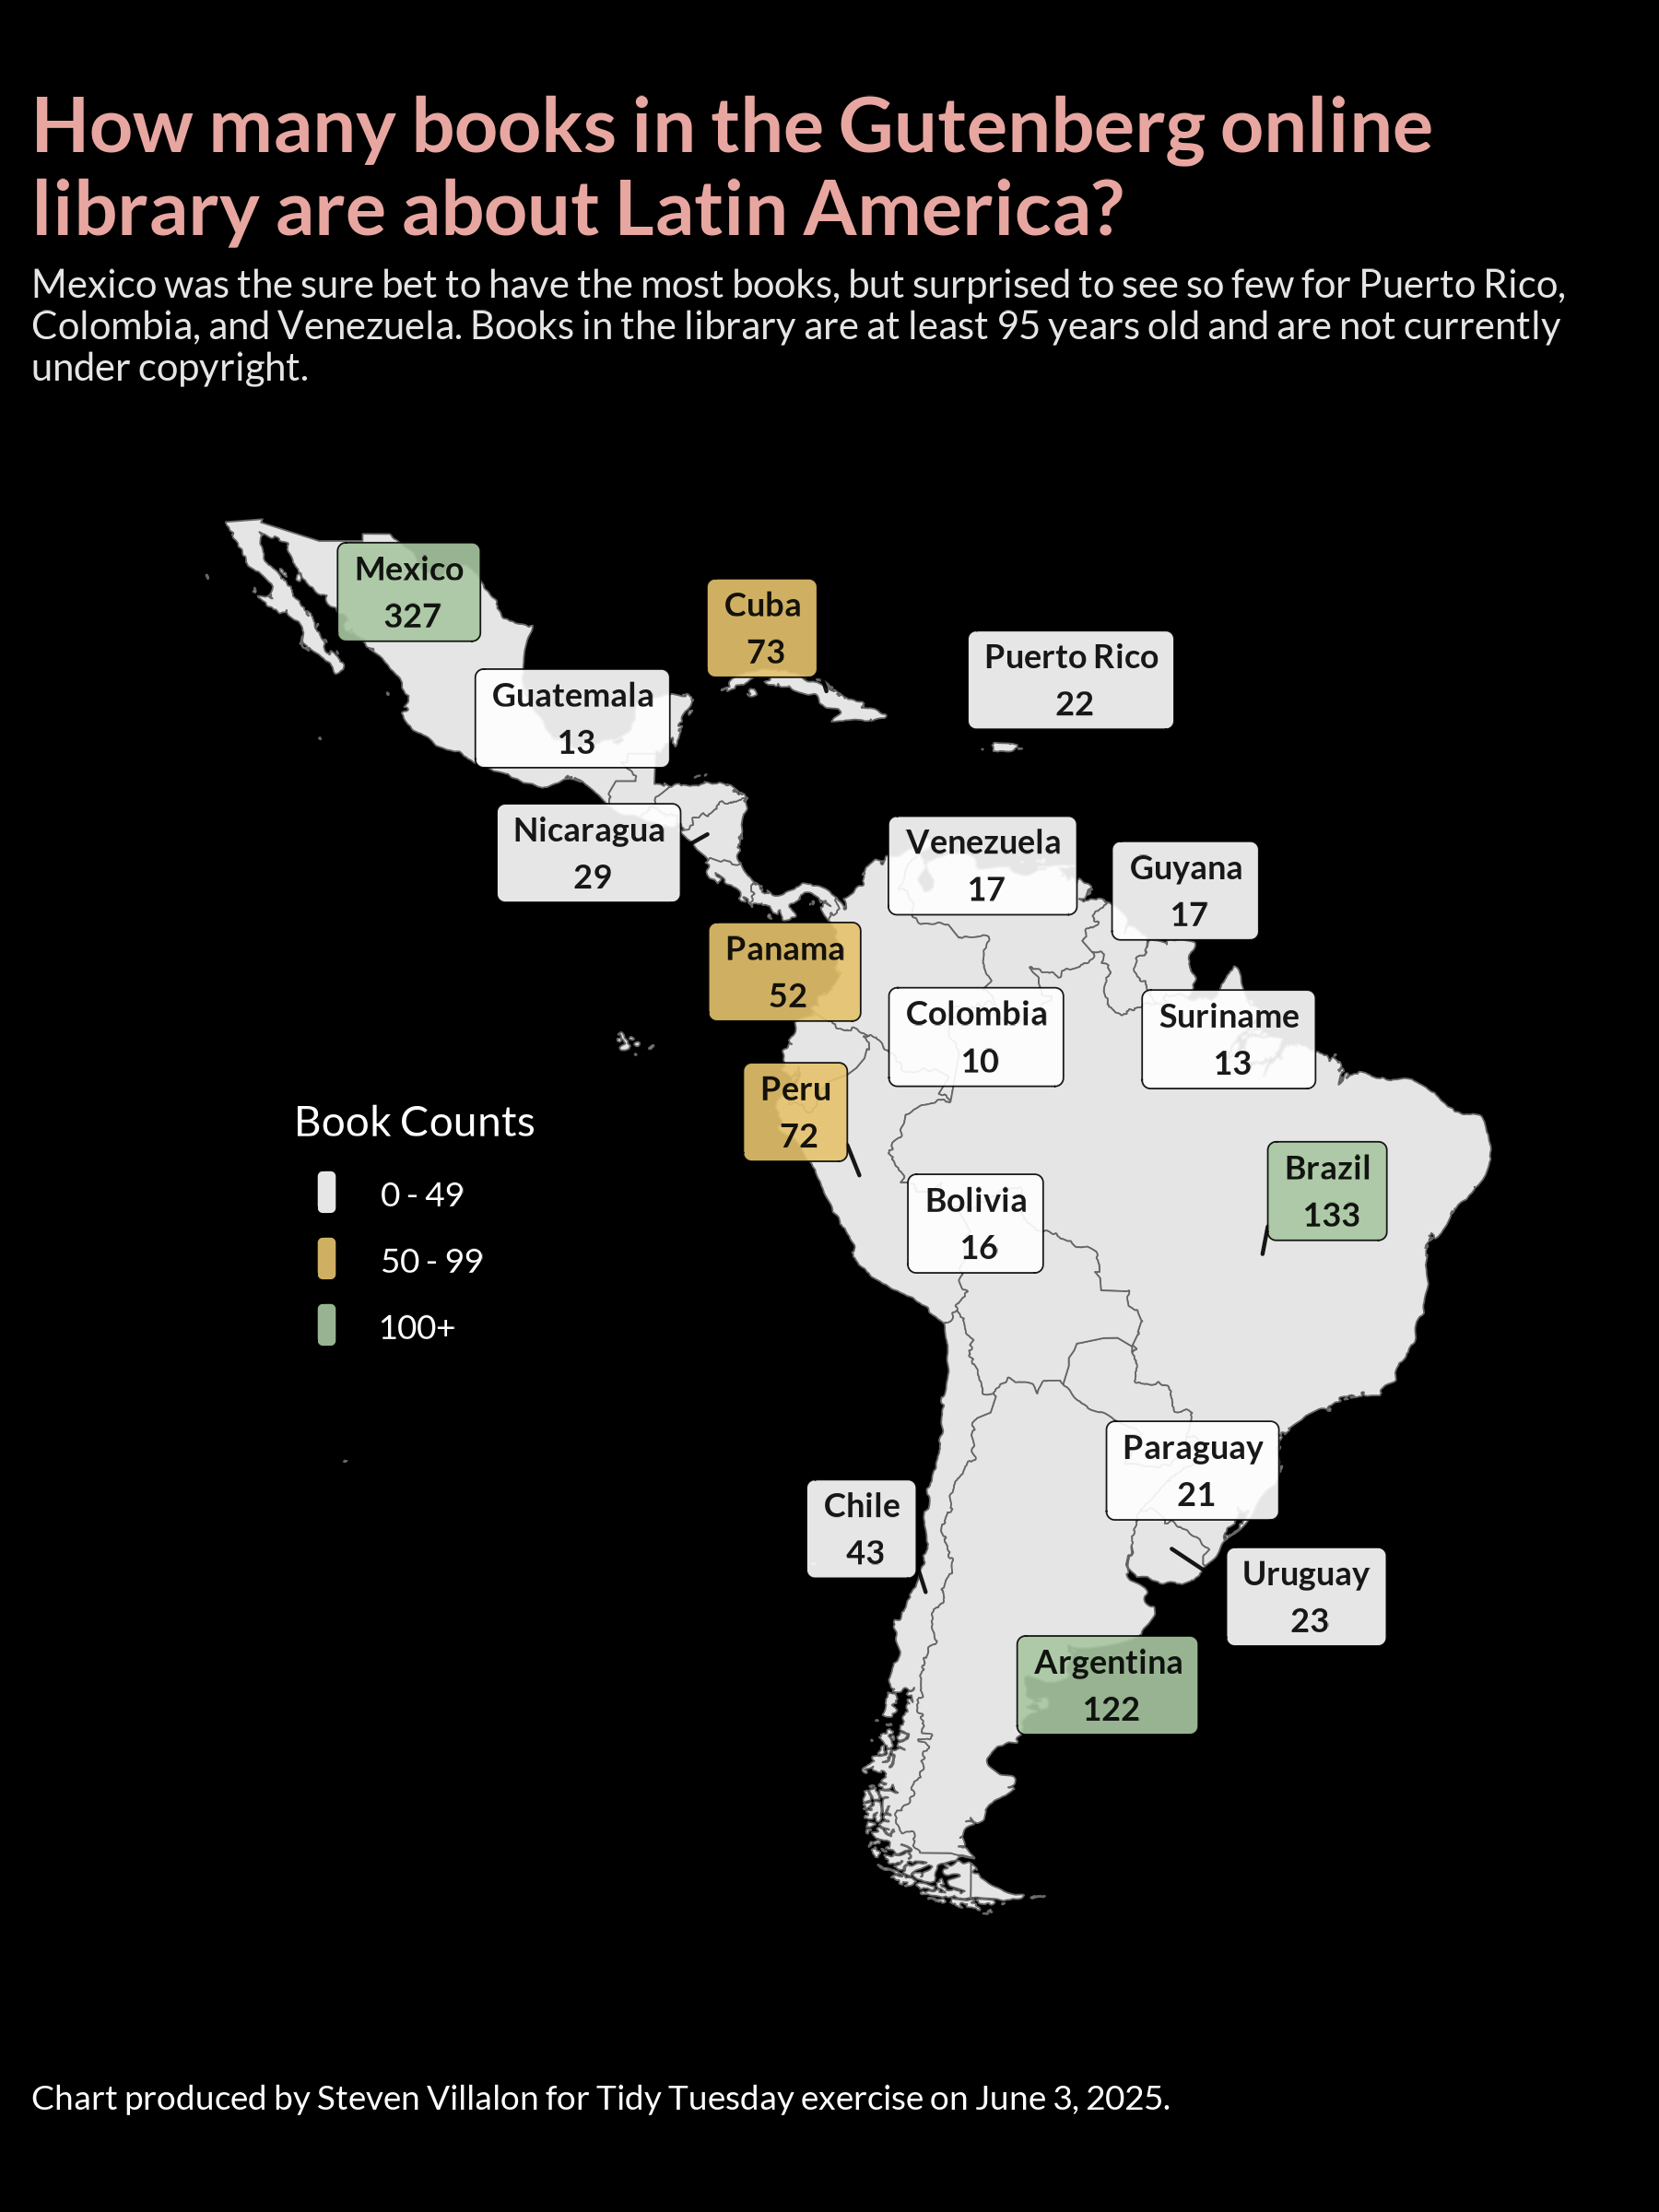 How many books in the Gutenberg online
library are about Latin America?
Mexico was the sure bet to have the most books, but surprised to see so few for Puerto Rico,
Colombia, and Venezuela. Books in the library are at least 95 years old and are not currently
under copyright.
Mexico
327
Cuba
73
Puerto Rico
22
Guatemala
13
Nicaragua
29
Venezuela
17
Guyana
17
Panama
52
Colombia
10
Suriname
13
Peru
72
Book Counts
0 - 49
50 - 99
100+
Brazil
133
Bolivia
16
Paraguay
21
Chile
43
Uruguay
23
Argentina
122
Chart produced by Steven Villalon for Tidy Tuesday exercise on June 3, 2025.